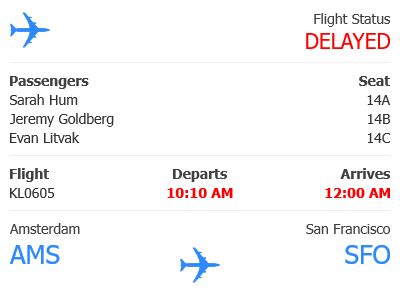 Flight Status
DELAYED
Passengers Seat
Sarah Hum 14A
Jeremy Goldberg 14B
Evan Litvak 14C
Flight Departs Arrives
KL0605 10:10 AM 12:00 AM
Amsterdam San Francisco
AMS SFO